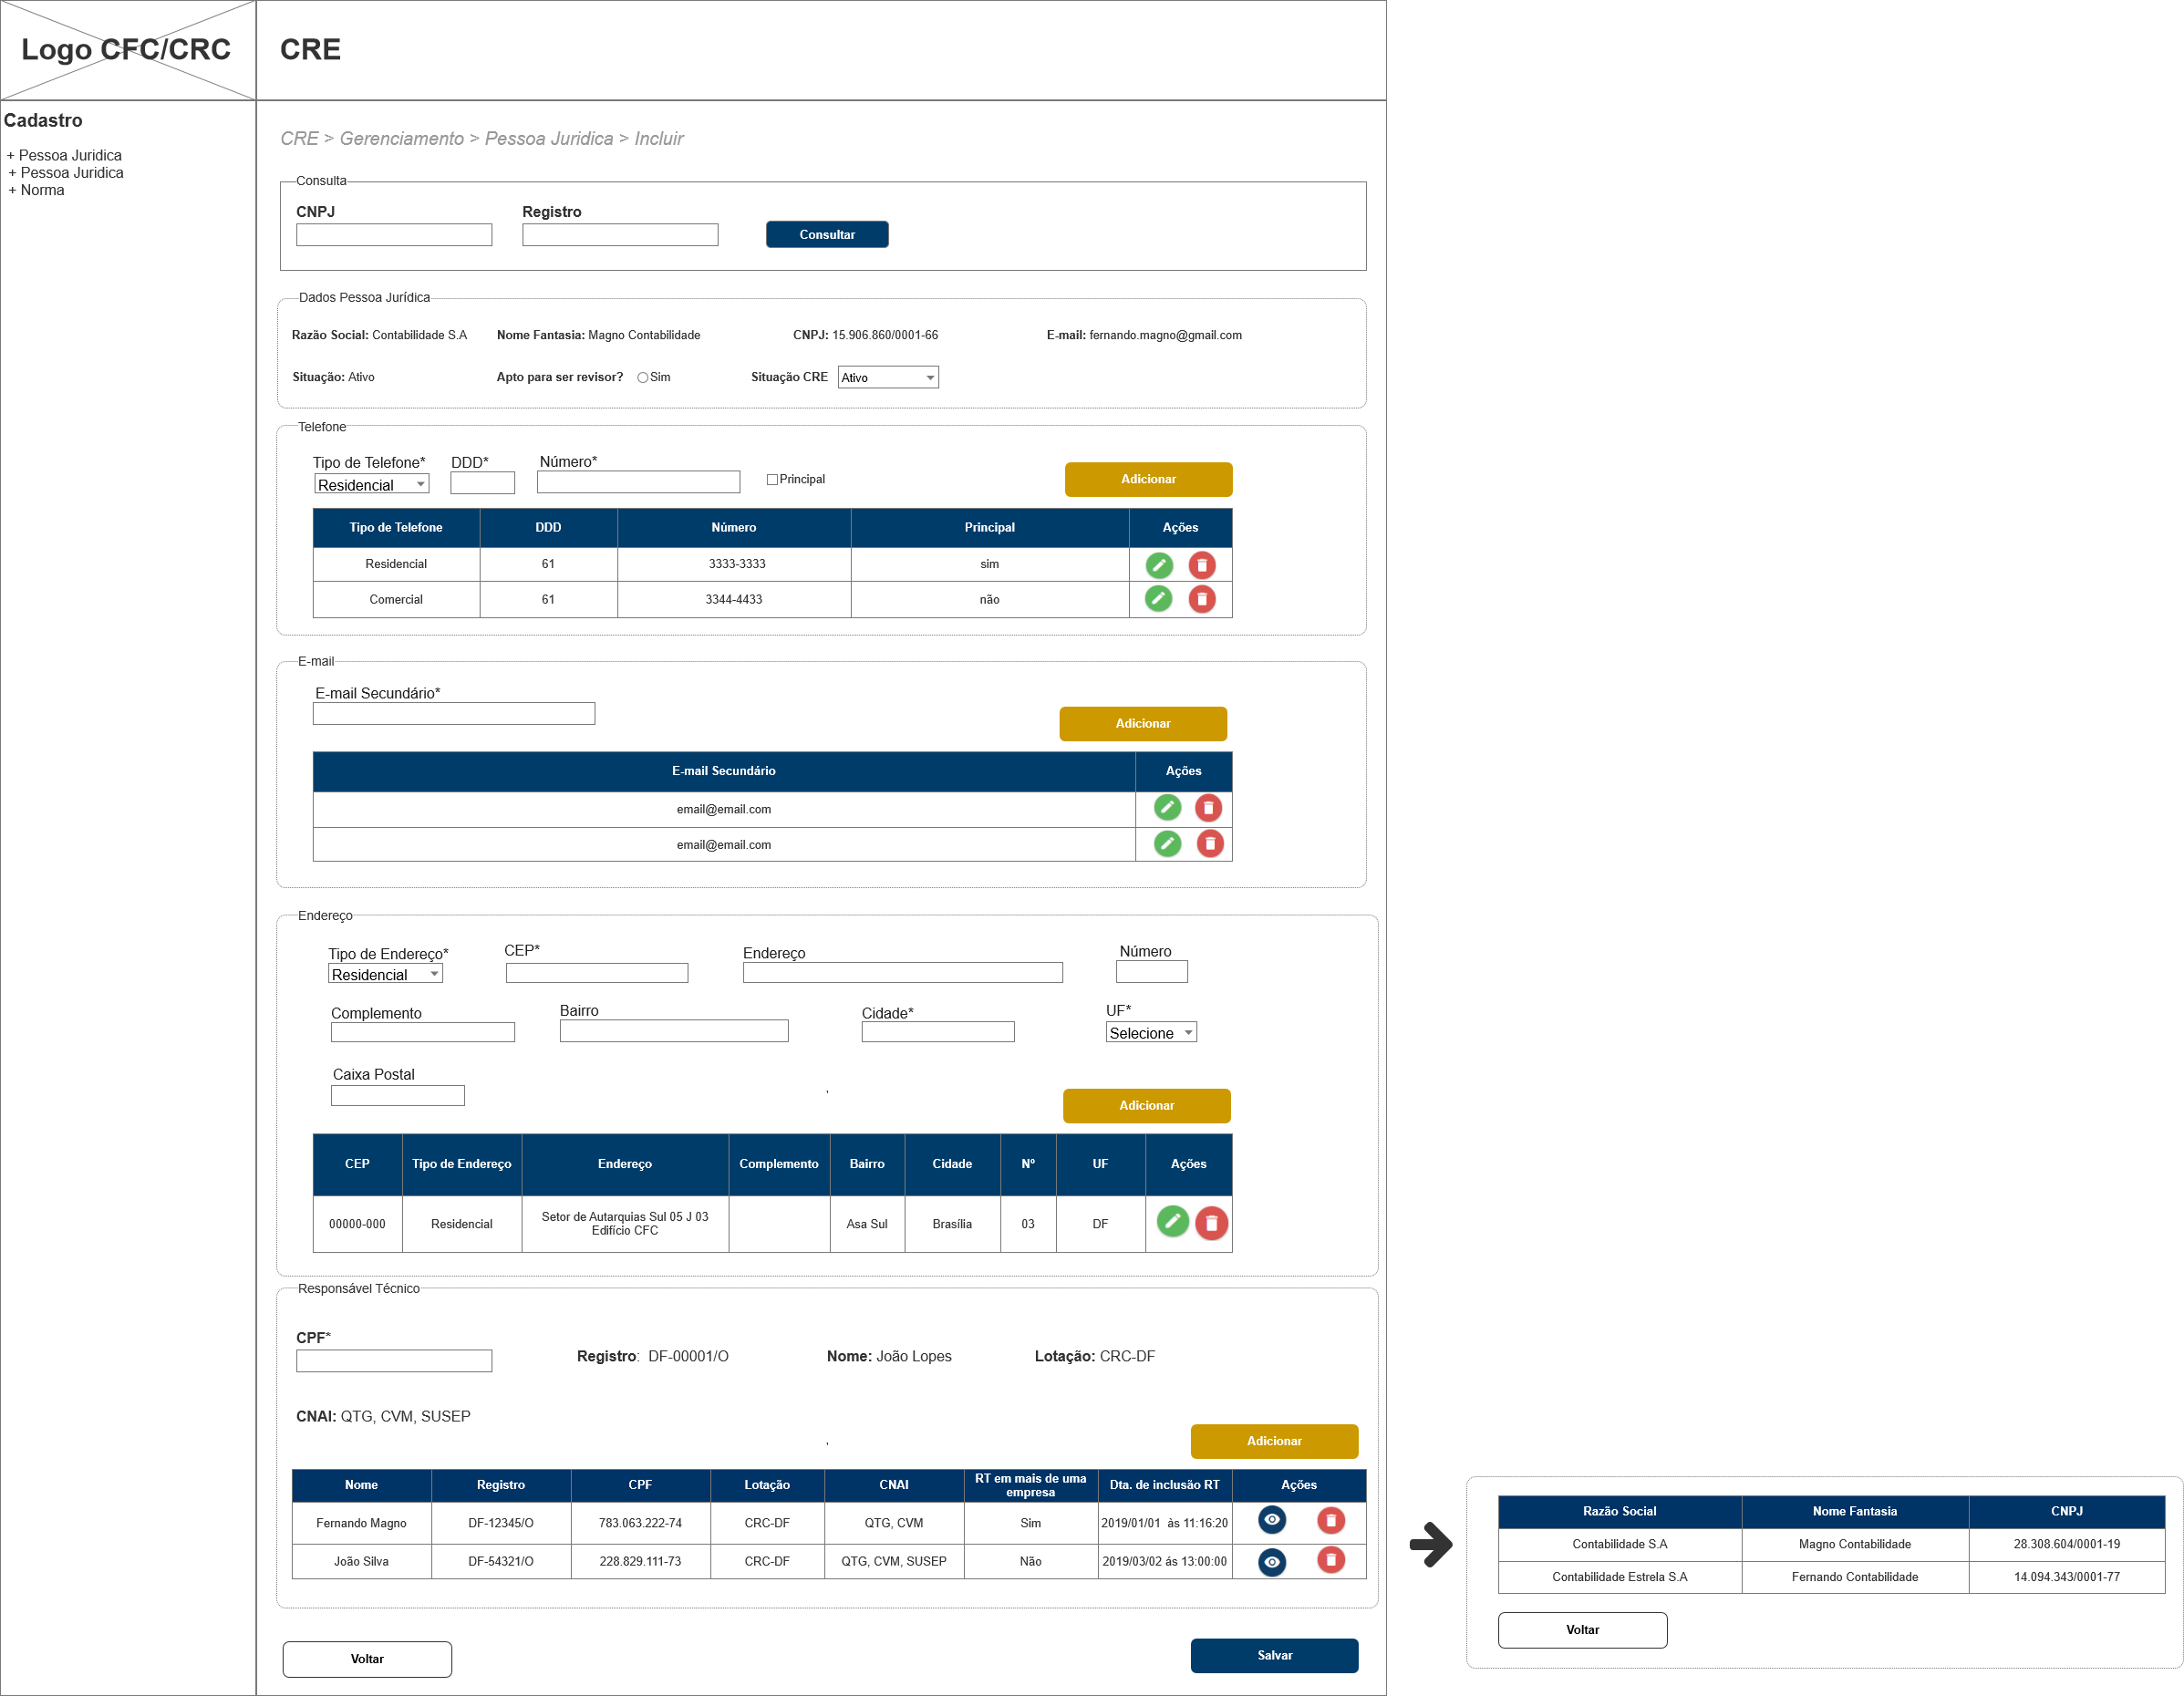 Logo CFC/CRC
CRE
Cadastro
+ Pessoa Juridica
+ Pessoa Juridica
+ Norma
CRE > Gerenciamento > Pessoa Juridica > Incluir
Consulta
CNPJ Registro
Consultar
Dados Pessoa Jurídica
Razão Social: Contabilidade S.A Nome Fantasia: Magno Contabilidade CNPJ: 15.906.860/0001-66 E-mail: fernando.magno@gmail.com
Situação: Ativo Apto para ser revisor? Sim Situação CRE Ativo
Telefone
Tipo de Telefone* DDD* Número*
Residencial Principal Adicionar
Tipo de Telefone DDD Número Principal Ações
Residencial 61 3333-3333 sim
Comercial 61 3344-4433 não
E-mail
E-mail Secundário*
Adicionar
E-mail Secundário Ações
email@email.com
email@email.com
Endereço
Tipo de Endereço* CEP* Endereço Número
Residencial
Complemento Bairro Cidade* UF*
Selecione
Caixa Postal
'
Adicionar
CEP Tipo de Endereço Endereço Complemento Bairro Cidade Nº UF Ações
00000-000 Residencial Setor de Autarquias Sul 05 J 03 Asa Sul Brasília 03 DF
Edifício CFC
Responsável Técnico
CPF*
Registro: DF-00001/O Nome: João Lopes Lotação: CRC-DF
CNAI: QTG, CVM, SUSEP
'
Adicionar
Nome Registro CPF Lotação CNAI RT em mais de uma Dta. de inclusão RT Ações
empresa
Fernando Magno DF-12345/O 783.063.222-74 CRC-DF QTG, CVM Sim 2019/01/01 às 11:16:20
João Silva DF-54321/O 228.829.111-73 CRC-DF QTG, CVM, SUSEP Não 2019/03/02 ás 13:00:00
Voltar
Salvar
Razão Social Nome Fantasia CNPJ
Contabilidade S.A Magno Contabilidade 28.308.604/0001-19
Contabilidade Estrela S.A Fernando Contabilidade 14.094.343/0001-77
Voltar